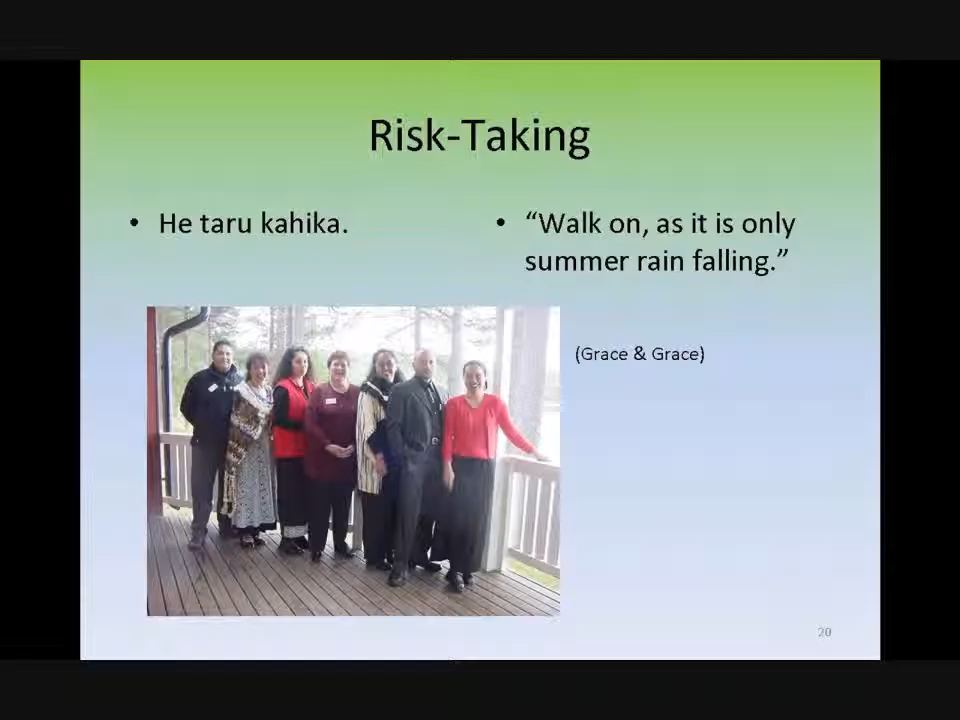 Risk-Taking
• He taru kahika.
• “Walk on, as it is only
summer rain falling.”
(Grace & Grace)
20